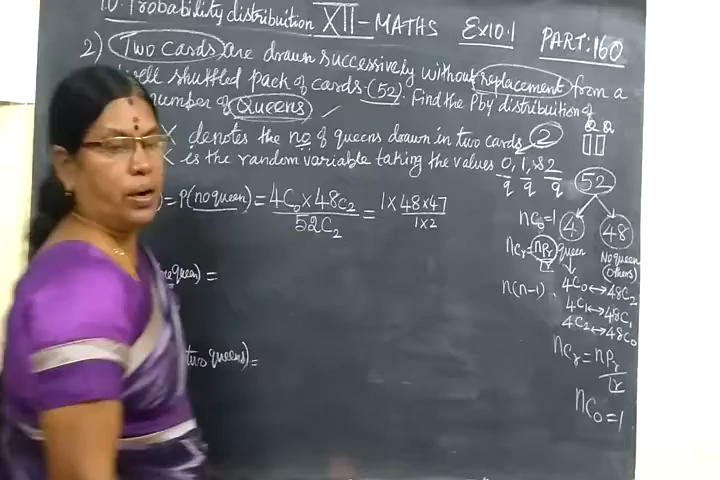 10. Probability distribuition XII - MATHS Ex10.1 PART:160
2) Two cards are drawn successively without replacement from a
well shuffled pack of cards (52). Find the Pby distribuition of
number of Queens
X denotes the no of queens drawn in two cards 2
X is the random variable taking the values 0, 1, & 2
q q q
Q Q
52
4 48
queen No queen
(others)
) = P(no queen) = 4C₀ × 48C₂ / 52C₂ = 1 × 48 × 47 / 1 × 2
queen) =
two queens) =
nC₀ = 1
nCr = nPr / r
n(n-1)
4C₀ ↔ 48C₂
4C₁ ↔ 48C₁
4C₂ ↔ 48C₀
nCr = nPr / r
nC₀ = 1